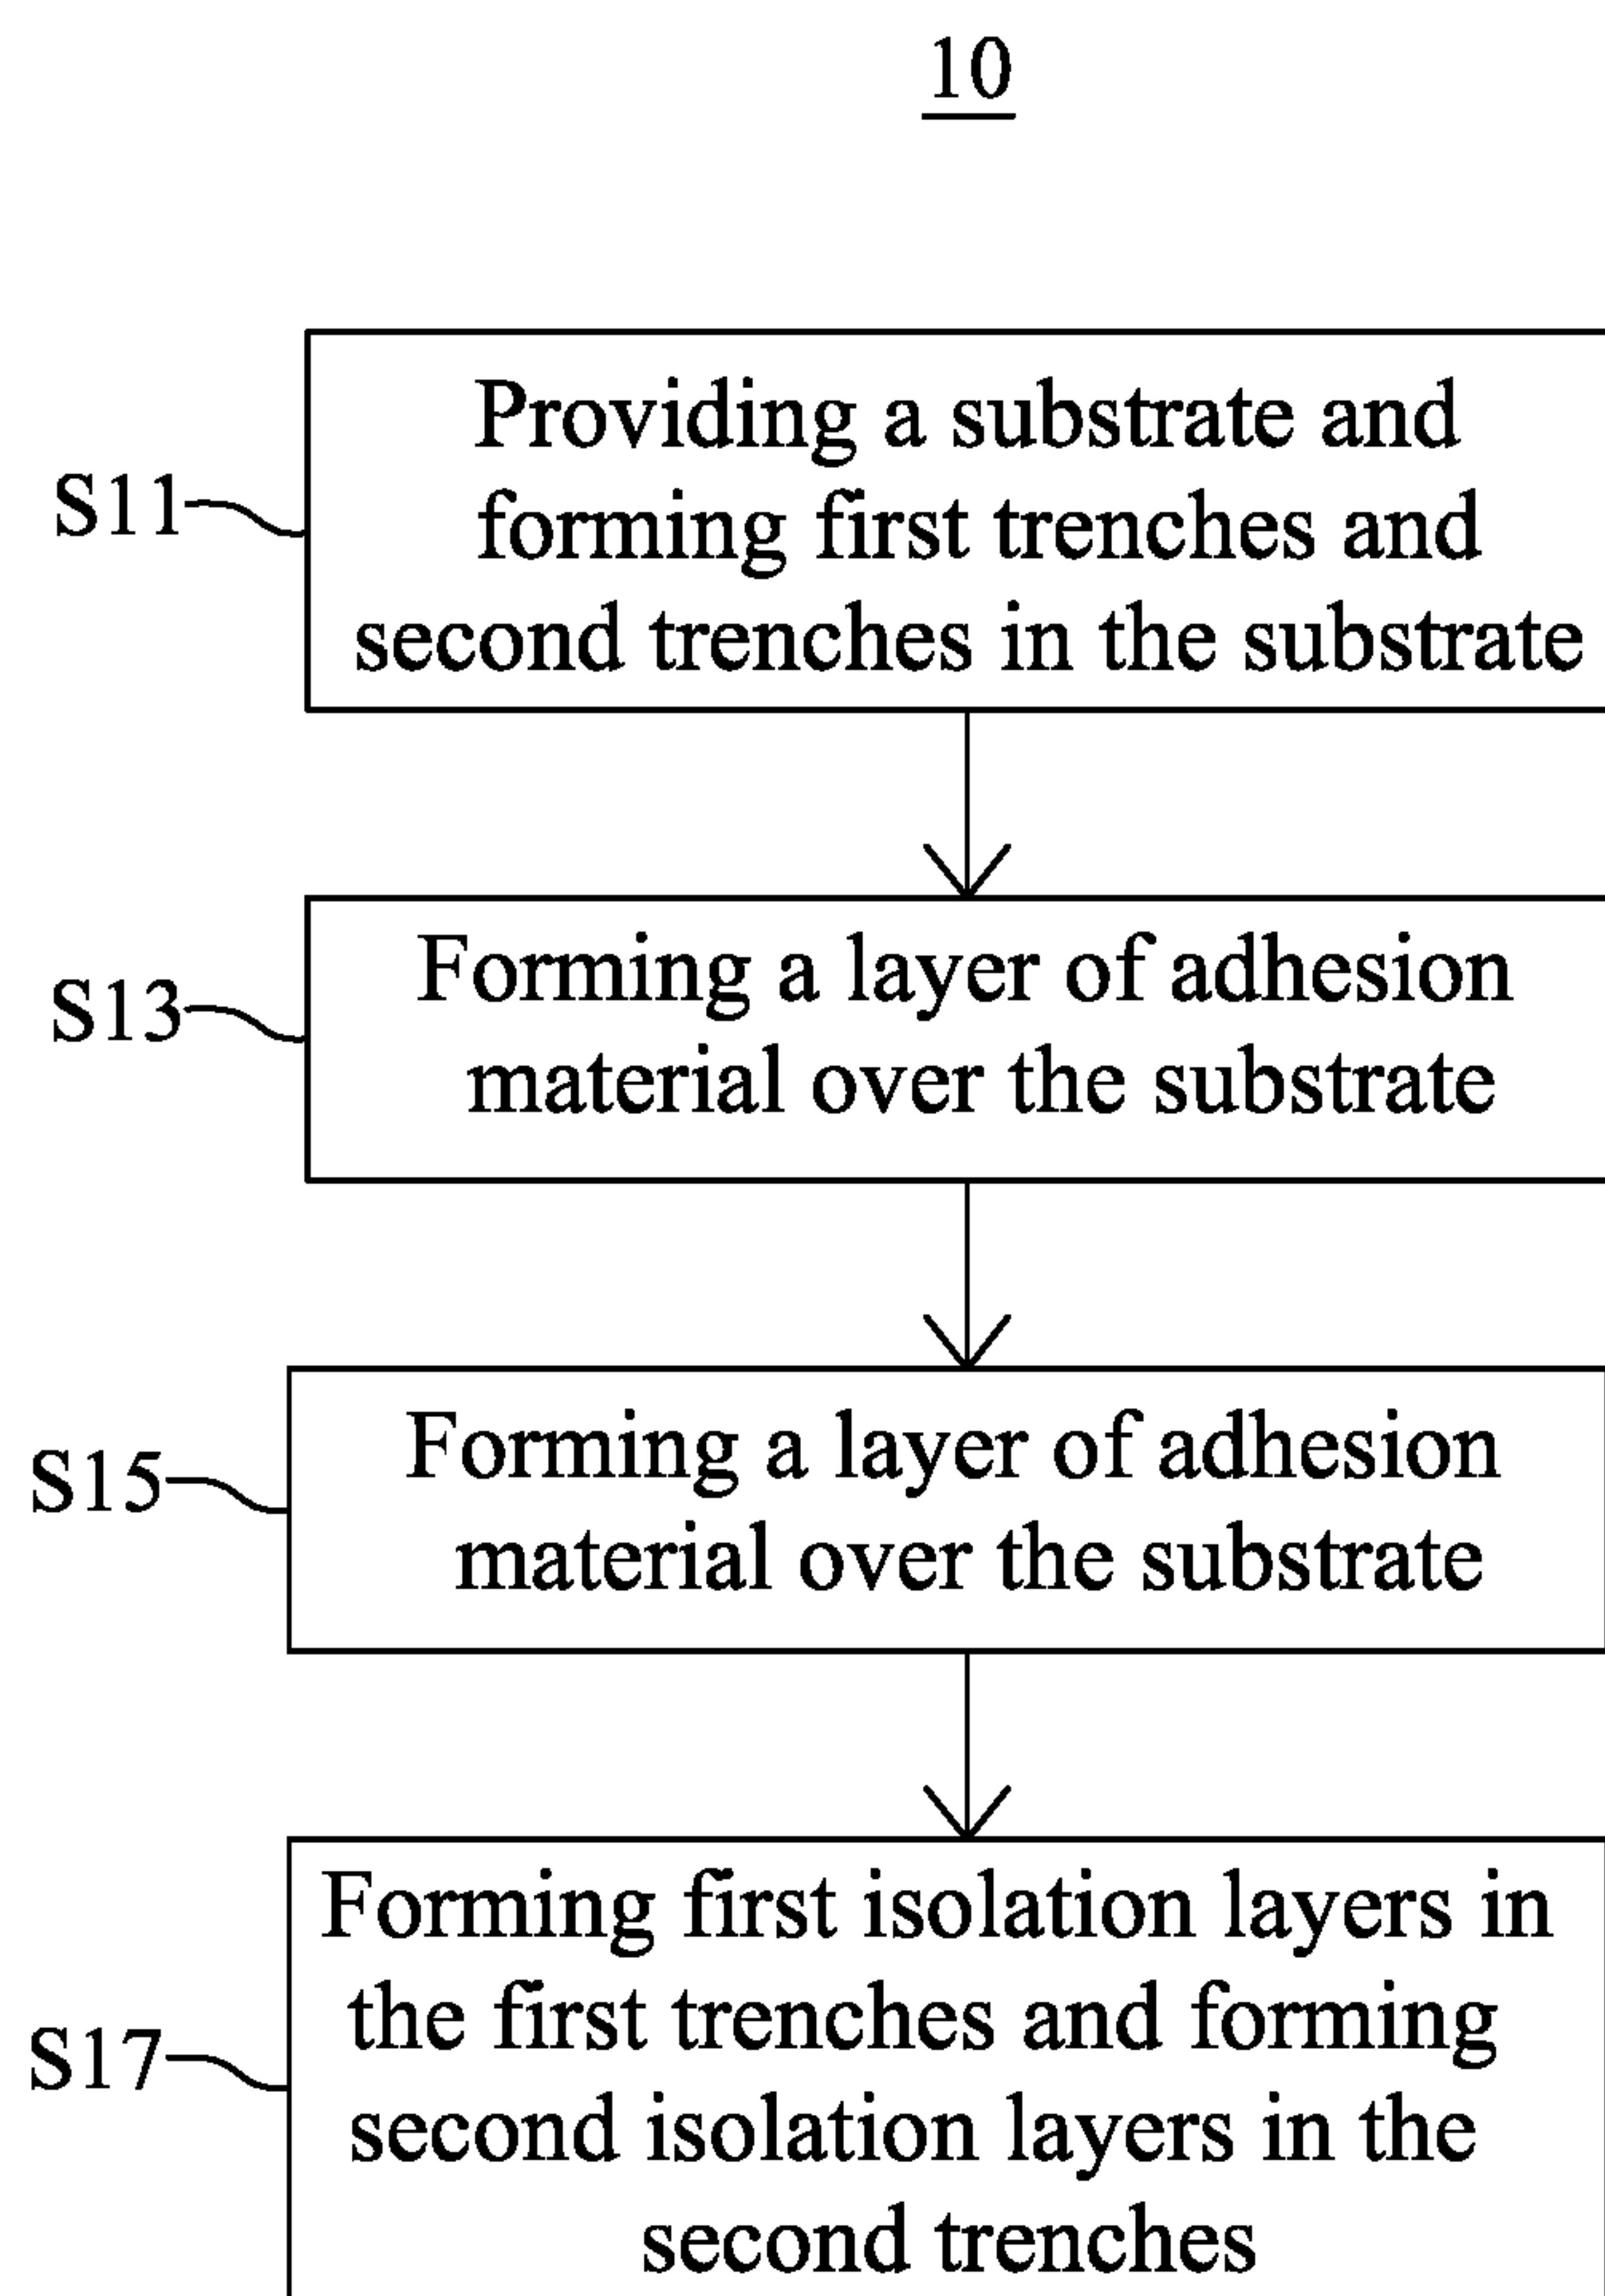 10
Providing a substrate and
S11
forming first trenches and
second trenches in the substrate
Forming a layer of adhesion
S13
material over the substrate
Forming a layer of adhesion
S15
material over the substrate
Forming first isolation layers in
the first trenches and forming
S17
second isolation layers in the
second trenches